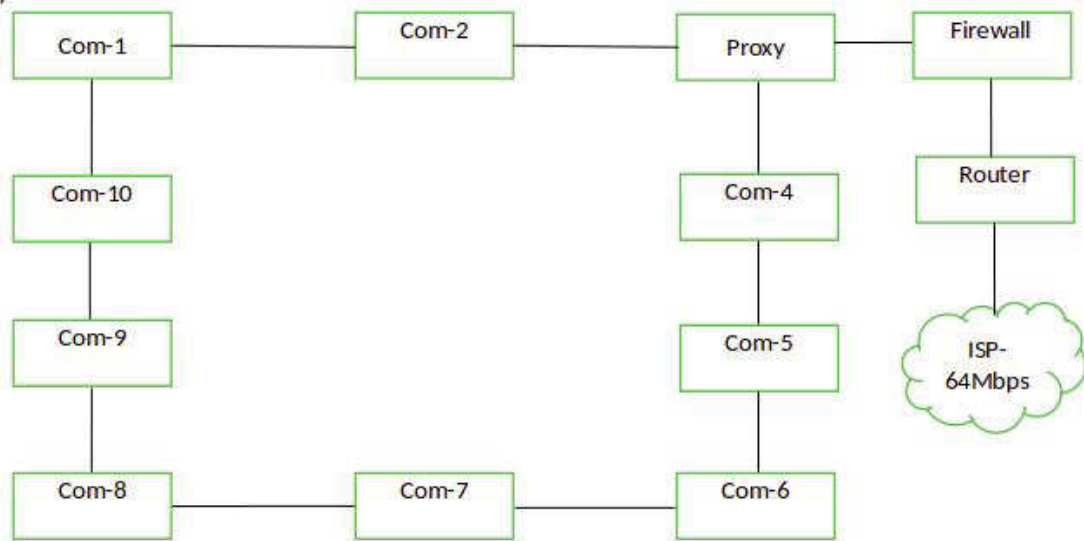 Com-1
Com-2
Proxy
Firewall
Com-10
Com-4
Router
Com-9
Com-5
ISP-
64Mbps
Com-8
Com-7
Com-6